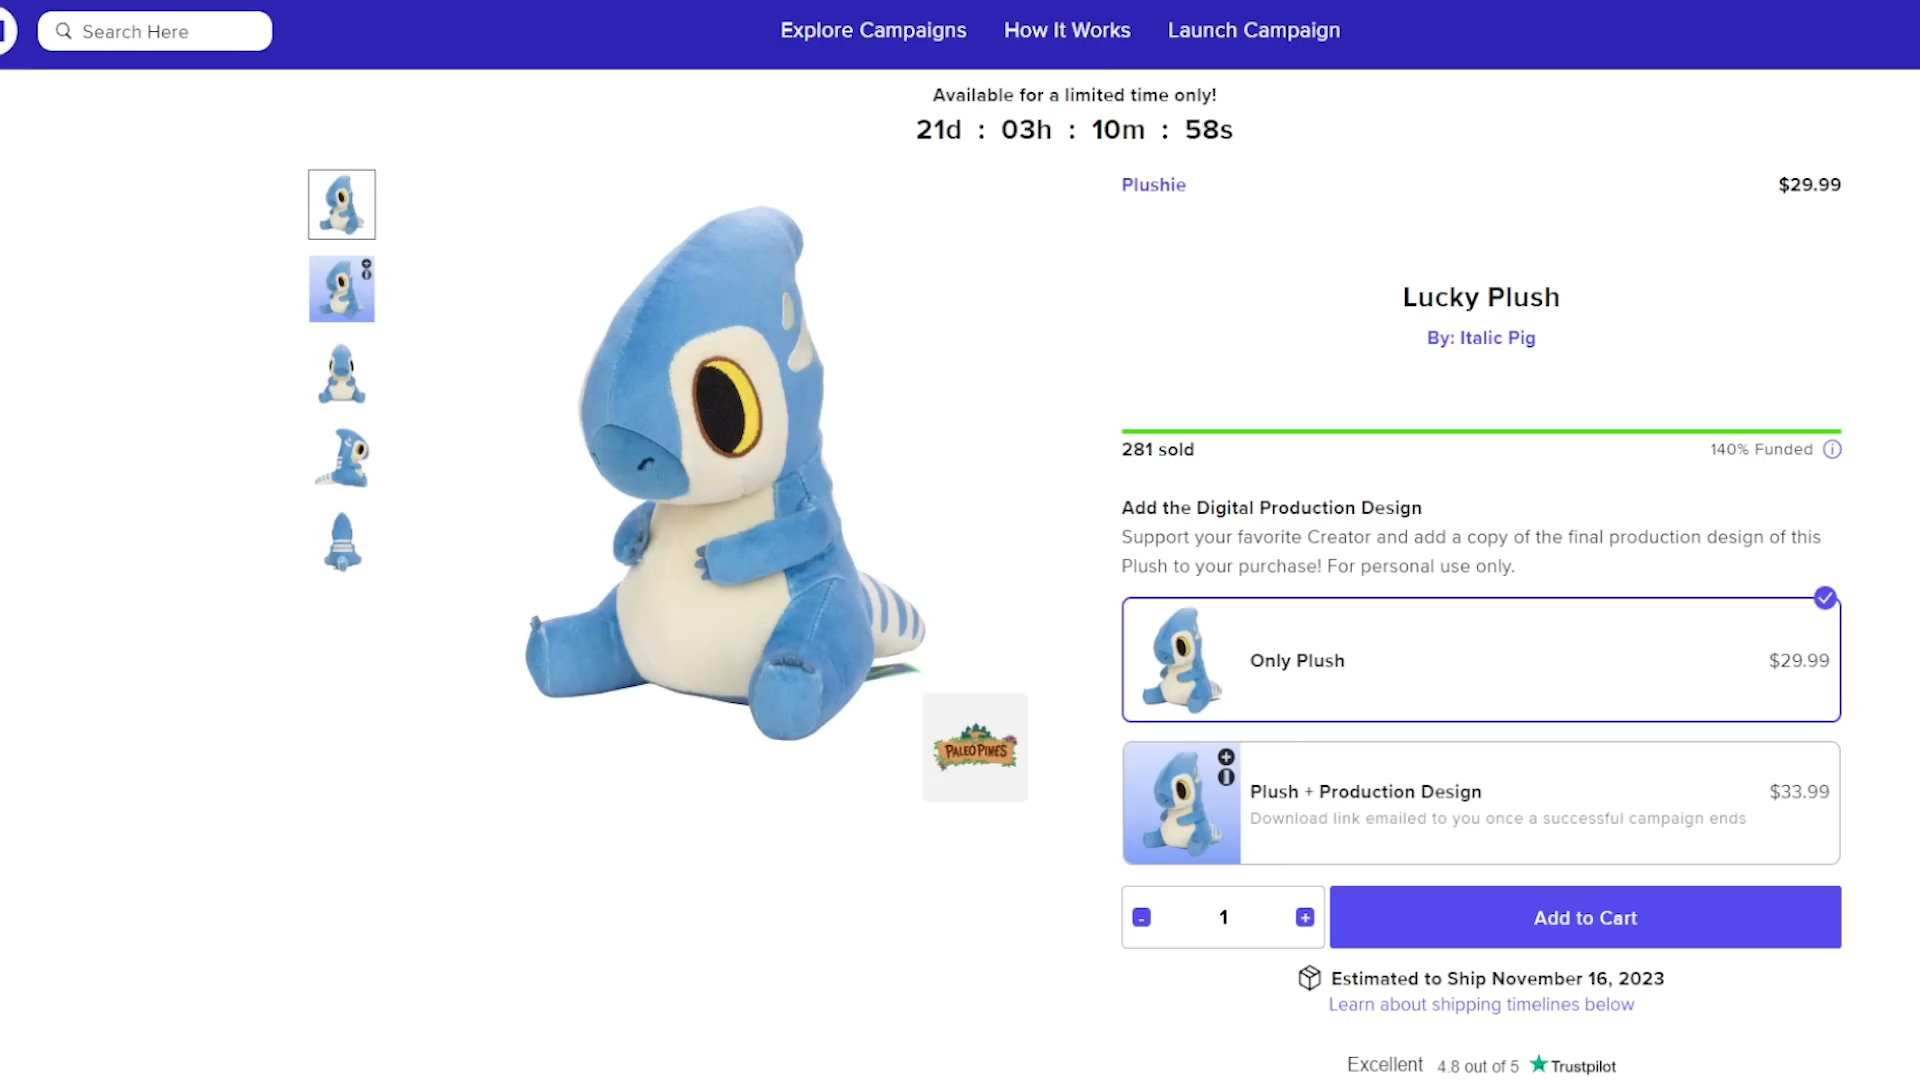 Search Here
Explore Campaigns
How It Works
Launch Campaign
Available for a limited time only!
21d : 03h : 10m : 58s
Plushie
$29.99
Lucky Plush
By: Italic Pig
281 sold
140% Funded
Add the Digital Production Design
Support your favorite Creator and add a copy of the final production design of this
Plush to your purchase! For personal use only.
Only Plush
$29.99
PALEO PINES
Plush + Production Design
$33.99
Download link emailed to you once a successful campaign ends
- 1 +
Add to Cart
Estimated to Ship November 16, 2023
Learn about shipping timelines below
Excellent 4.8 out of 5 Trustpilot